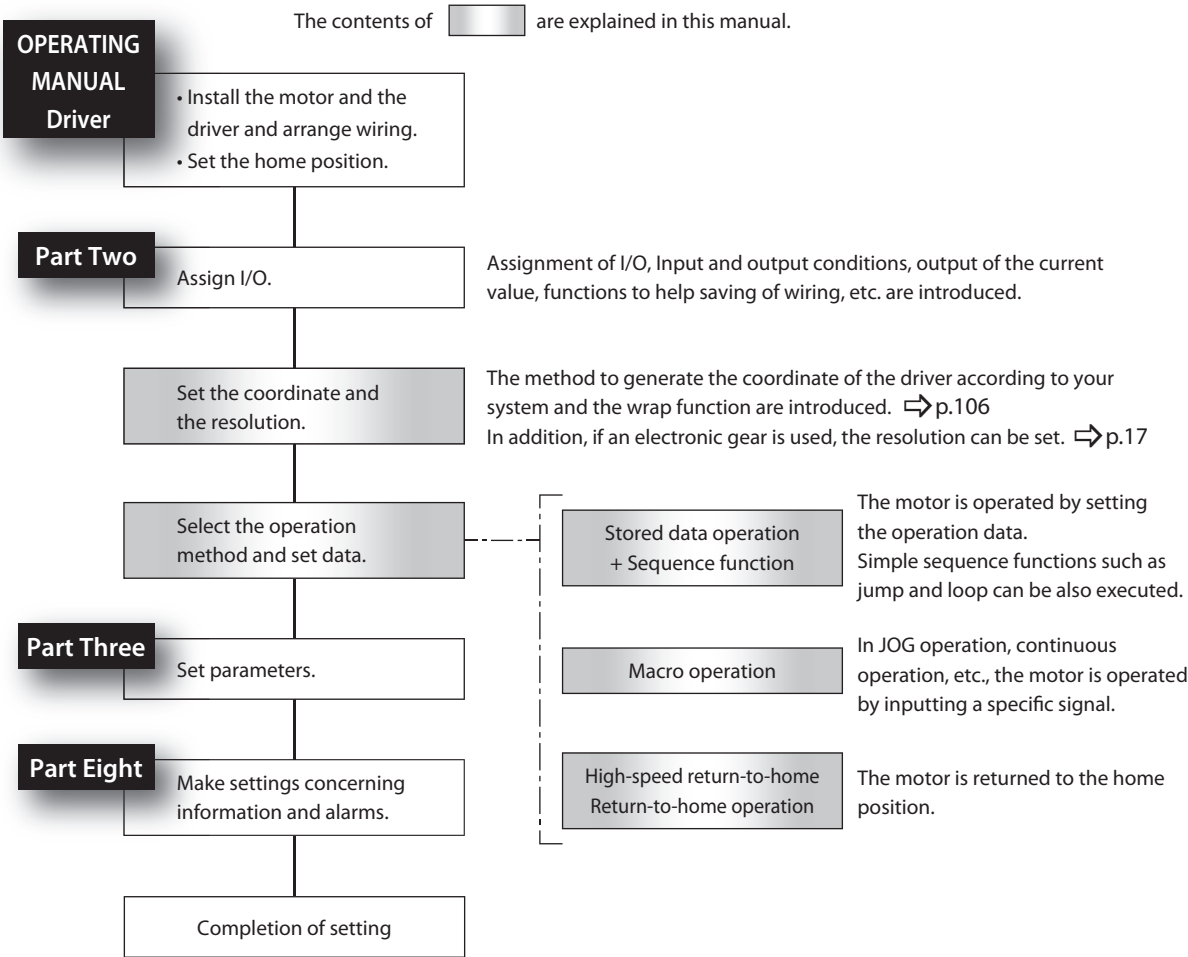 The contents of are explained in this manual.
OPERATING
MANUAL
Driver
• Install the motor and the
driver and arrange wiring.
• Set the home position.
Part Two
Assign I/O.
Assignment of I/O, Input and output conditions, output of the current
value, functions to help saving of wiring, etc. are introduced.
Set the coordinate and
the resolution.
The method to generate the coordinate of the driver according to your
system and the wrap function are introduced. ⇨ p.106
In addition, if an electronic gear is used, the resolution can be set. ⇨ p.17
Select the operation
method and set data.
Stored data operation
+ Sequence function
The motor is operated by setting
the operation data.
Simple sequence functions such as
jump and loop can be also executed.
Part Three
Set parameters.
Macro operation
In JOG operation, continuous
operation, etc., the motor is operated
by inputting a specific signal.
Part Eight
Make settings concerning
information and alarms.
High-speed return-to-home
Return-to-home operation
The motor is returned to the home
position.
Completion of setting